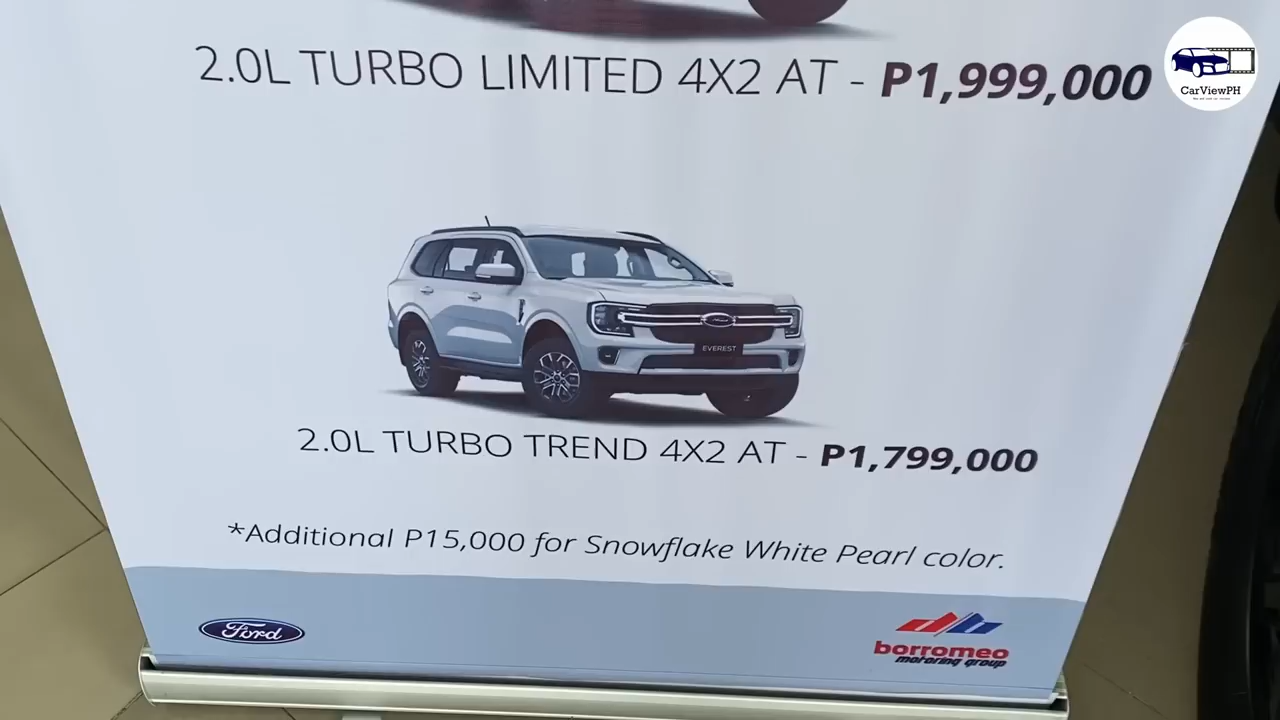 2.0L TURBO LIMITED 4X2 AT - P1,999,000
CarViewPH
EVEREST
2.0L TURBO TREND 4X2 AT - P1,799,000
*Additional P15,000 for Snowflake White Pearl color.
Ford
borromeo
motoring group